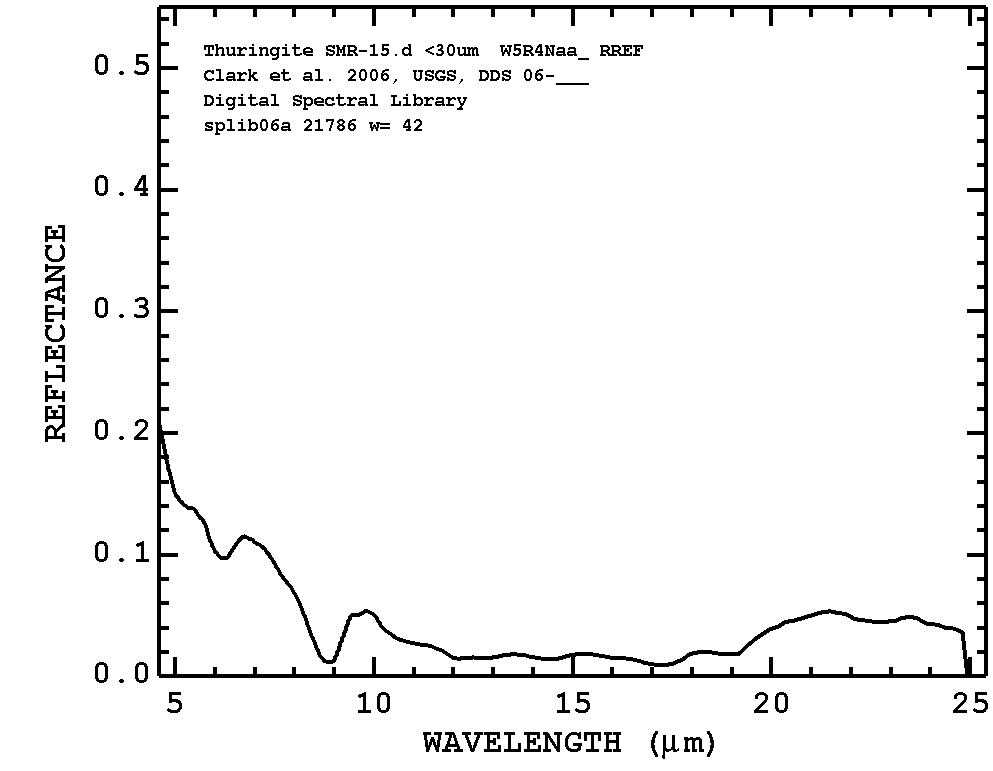 Thuringite SMR-15.d <30um W5R4Naa_ RREF
Clark et al. 2006, USGS, DDS 06-___
Digital Spectral Library
splib06a 21786 w= 42
REFLECTANCE
0.5
0.4
0.3
0.2
0.1
0.0
5 10 15 20 25
WAVELENGTH (μm)